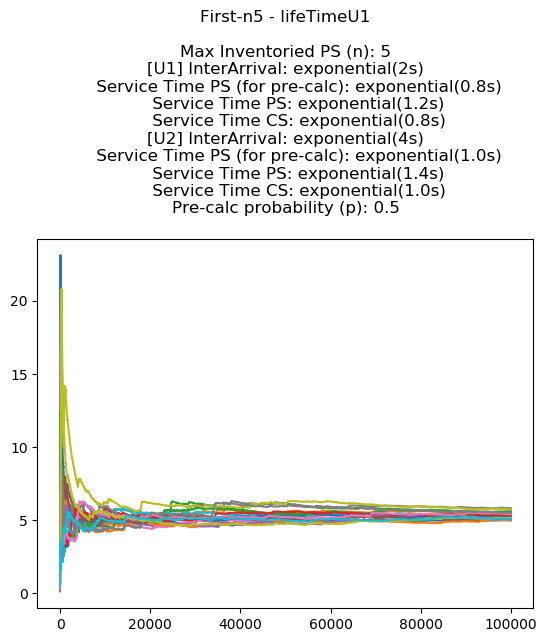 First-n5 - lifeTimeU1
Max Inventoried PS (n): 5
[U1] InterArrival: exponential(2s)
Service Time PS (for pre-calc): exponential(0.8s)
Service Time PS: exponential(1.2s)
Service Time CS: exponential(0.8s)
[U2] InterArrival: exponential(4s)
Service Time PS (for pre-calc): exponential(1.0s)
Service Time PS: exponential(1.4s)
Service Time CS: exponential(1.0s)
Pre-calc probability (p): 0.5
20
15
10
5
0
0 20000 40000 60000 80000 100000